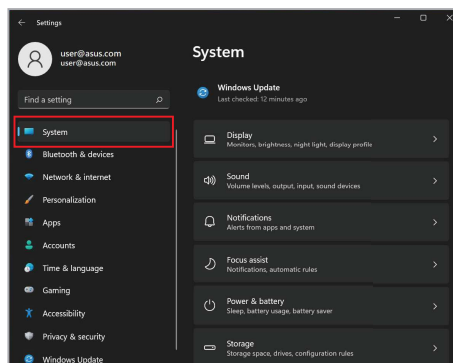 Settings
user@asus.com
user@asus.com
Find a setting
System
Bluetooth & devices
Network & internet
Personalization
Apps
Accounts
Time & language
Gaming
Accessibility
Privacy & security
Windows Update
System
Windows Update
Last checked: 12 minutes ago
Display
Monitors, brightness, night light, display profile
Sound
Volume levels, output, input, sound devices
Notifications
Alerts from apps and system
Focus assist
Notifications, automatic rules
Power & battery
Sleep, battery usage, battery saver
Storage
Storage space, drives, configuration rules